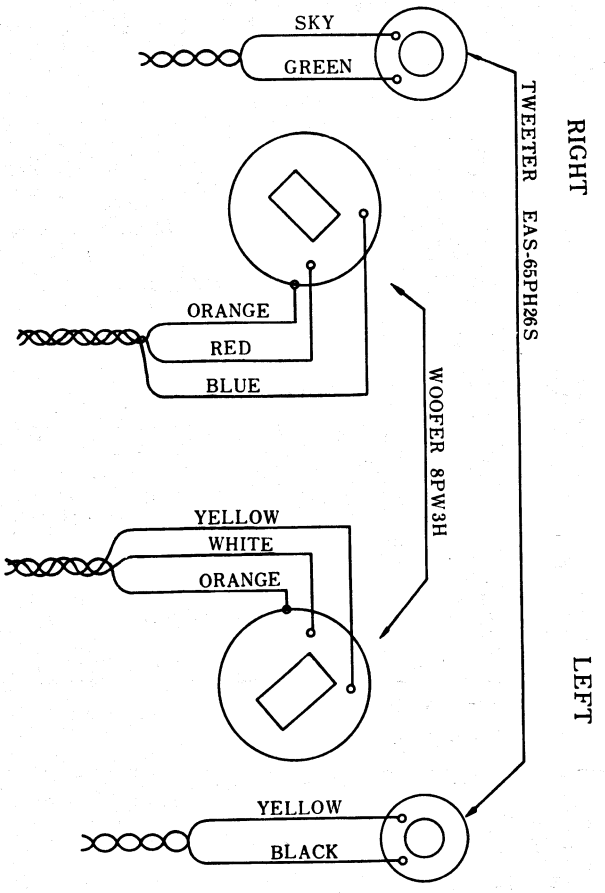 SKY
GREEN
TWEETER EAS-65PH26S
RIGHT
ORANGE
RED
BLUE
WOOFER 8PW3H
YELLOW
WHITE
ORANGE
LEFT
YELLOW
BLACK